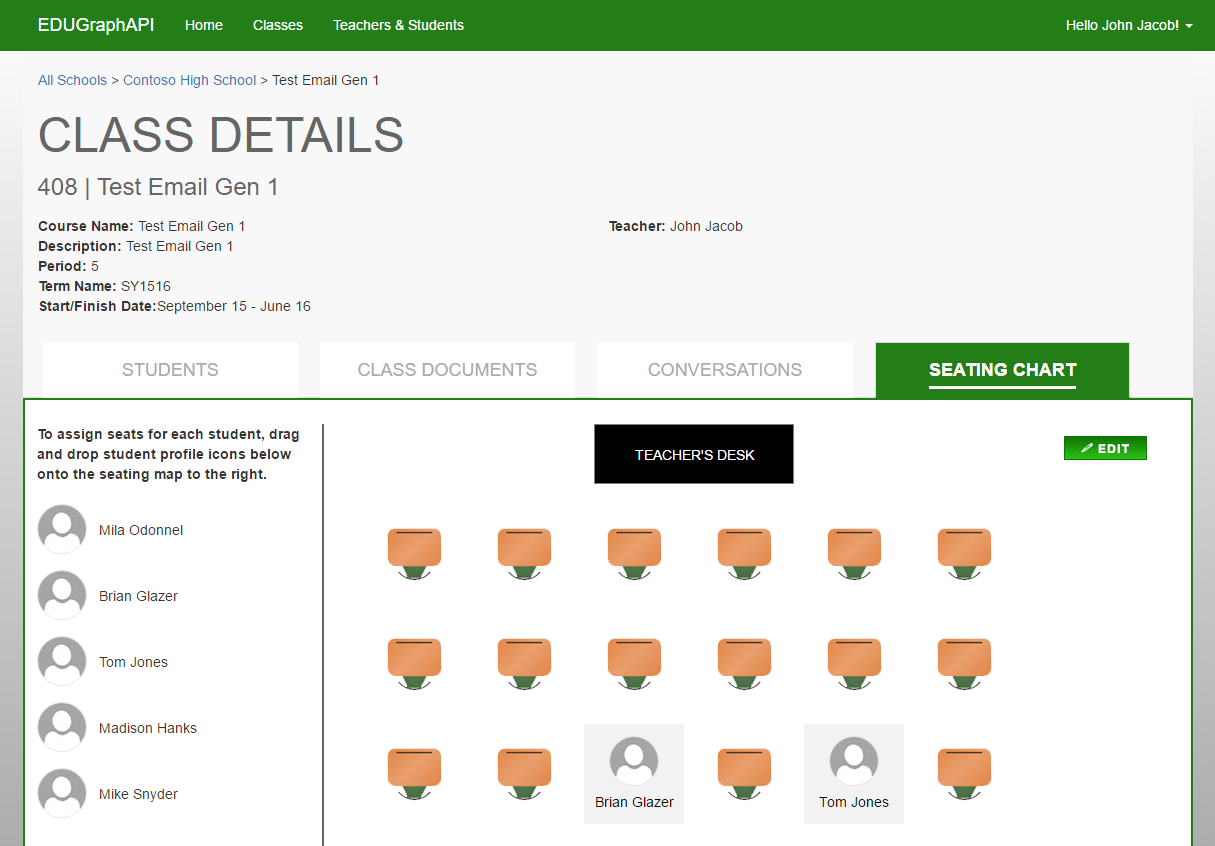 EDUGraphAPI Home Classes Teachers & Students Hello John Jacob!
All Schools > Contoso High School > Test Email Gen 1
CLASS DETAILS
408 | Test Email Gen 1
Course Name: Test Email Gen 1
Teacher: John Jacob
Description: Test Email Gen 1
Period: 5
Term Name: SY1516
Start/Finish Date:September 15 - June 16
STUDENTS CLASS DOCUMENTS CONVERSATIONS SEATING CHART
To assign seats for each student, drag
and drop student profile icons below
onto the seating map to the right.
Mila Odonnel
Brian Glazer
Tom Jones
Madison Hanks
Mike Snyder
TEACHER'S DESK
EDIT
Brian Glazer
Tom Jones